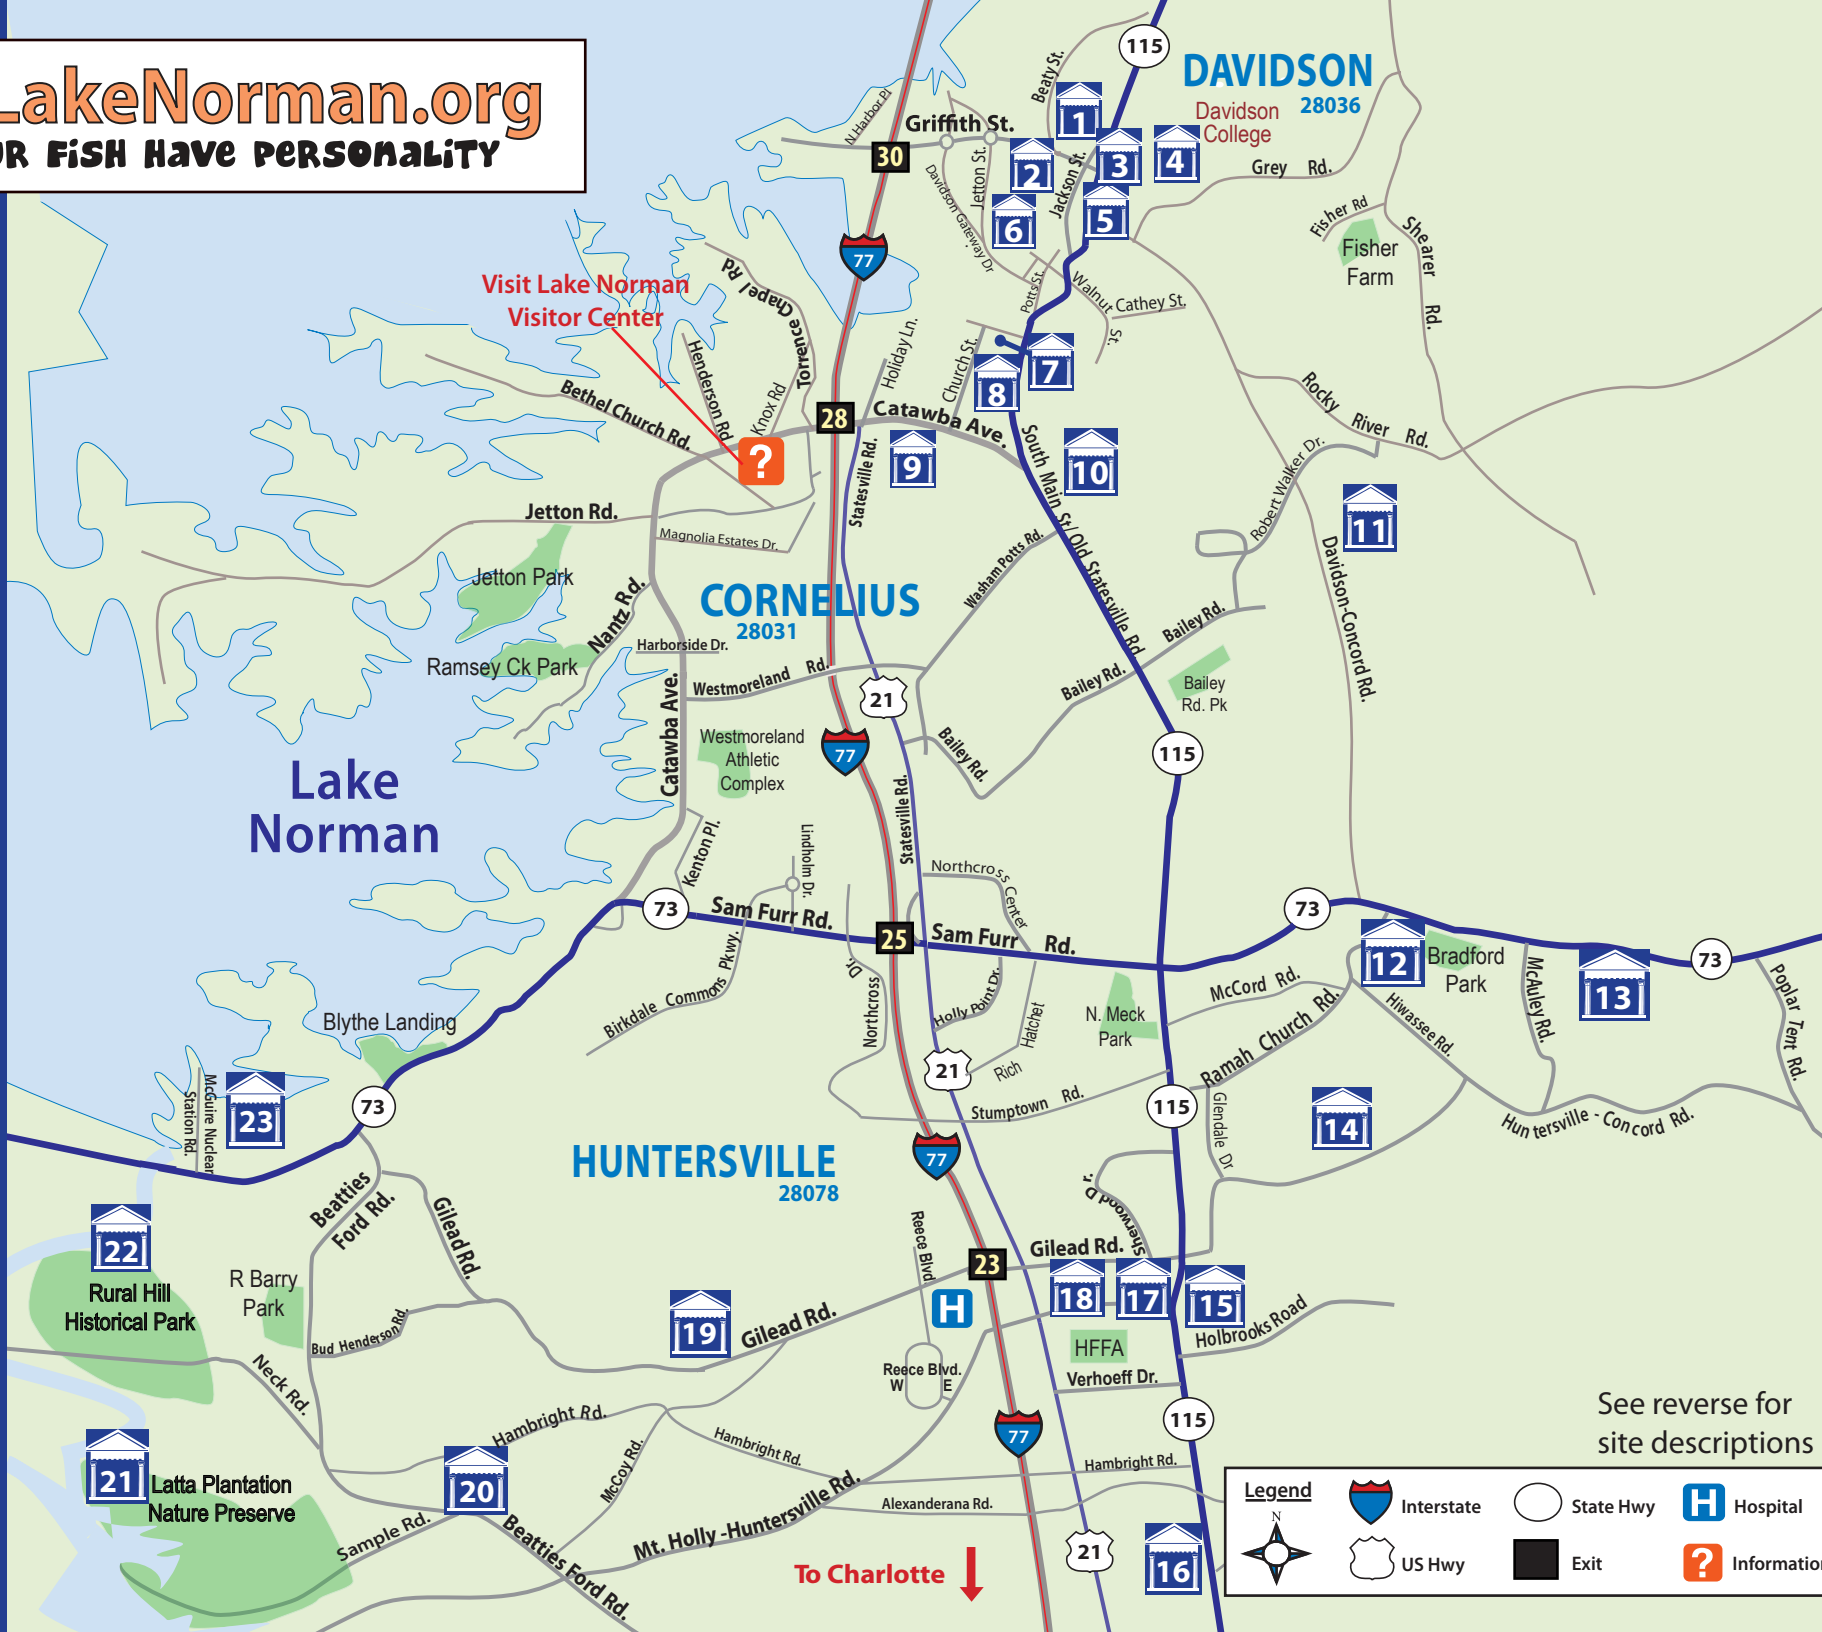 LakeNorman.org
UR FiSH HAVE PERSONALITY
115
DAVIDSON
28036
Davidson
College
Beaty St.
N Harbor Pl
Griffith St.
30
1
2
3
4
5
6
Jetton St.
Jackson St.
Davidson Gateway Dr
Grey Rd.
Fisher Rd
Fisher
Farm
Shearer Rd.
77
Visit Lake Norman
Visitor Center
Torrence Chapel Rd
Potts St.
Walnut St.
Cathey St.
Holiday Ln.
Church St.
Henderson Rd
Knox Rd
Bethel Church Rd.
28
Catawba Ave.
7
8
9
10
11
?
Rocky River Rd.
Robert Walker Dr.
Statesville Rd.
South Main St/ Old Statesville Rd
Jetton Rd.
Magnolia Estates Dr.
Jetton Park
Washam Potts Rd.
Davidson-Concord Rd.
CORNELIUS
28031
Nantz Rd.
Harborside Dr.
Ramsey Ck Park
Westmoreland Rd.
Bailey Rd.
Bailey Rd.
Bailey
Rd. Pk
21
Catawba Ave.
Westmoreland
Athletic
Complex
77
Bailey Rd.
115
Lake
Norman
Statesville Rd.
Kenton Pl.
Lindholm Dr.
Northcross Center
73
Sam Furr Rd.
25
Sam Furr Rd.
73
12
Bradford
Park
13
73
Birkdale Commons Pkwy.
Northcross Dr.
Holly Point Dr.
Rich Hatchet
N. Meck
Park
McCord Rd.
Ramah Church Rd.
Hiwassee Rd.
McAuley Rd.
Poplar Tent Rd.
Blythe Landing
21
Stumptown Rd.
115
Glendale Dr
14
Huntersville - Concord Rd.
McGuire Nuclear
Station Rd.
23
73
HUNTERSVILLE
28078
77
Beatties
Ford Rd.
Gilead Rd.
Sherwood Dr.
Reece Blvd
23
Gilead Rd.
22
Rural Hill
Historical Park
R Barry
Park
Bud Henderson Rd.
19
Gilead Rd.
H
18
17
15
Holbrooks Road
HFFA
Verhoeff Dr.
Reece Blvd.
W E
Neck Rd.
Hambright Rd.
McCoy Rd.
Hambright Rd.
77
115
Hambright Rd.
21
Latta Plantation
Nature Preserve
20
Sample Rd.
Beatties Ford Rd.
Mt. Holly -Huntersville Rd.
Alexanderana Rd.
To Charlotte
21
16
See reverse for
site descriptions
Legend
N
Interstate
State Hwy
H
Hospital
US Hwy
Exit
?
Informatio